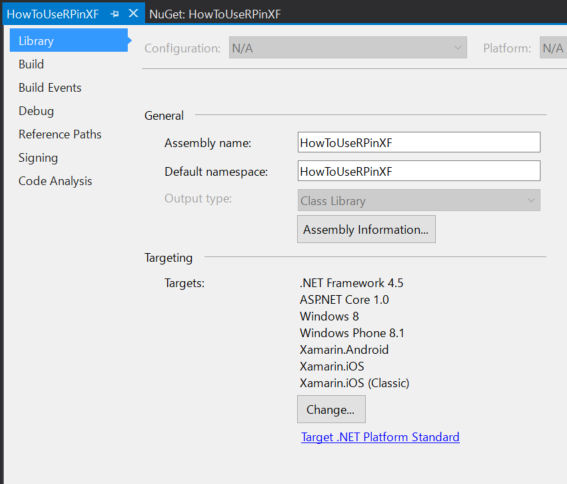 HowToUseRPinXF NuGet: HowToUseRPinXF
Library
Configuration: N/A Platform: N/A
Build
Build Events
Debug
Reference Paths
Signing
Code Analysis
General
Assembly name: HowToUseRPinXF
Default namespace: HowToUseRPinXF
Output type: Class Library
Assembly Information...
Targeting
Targets: .NET Framework 4.5
ASP.NET Core 1.0
Windows 8
Windows Phone 8.1
Xamarin.Android
Xamarin.iOS
Xamarin.iOS (Classic)
Change...
Target .NET Platform Standard